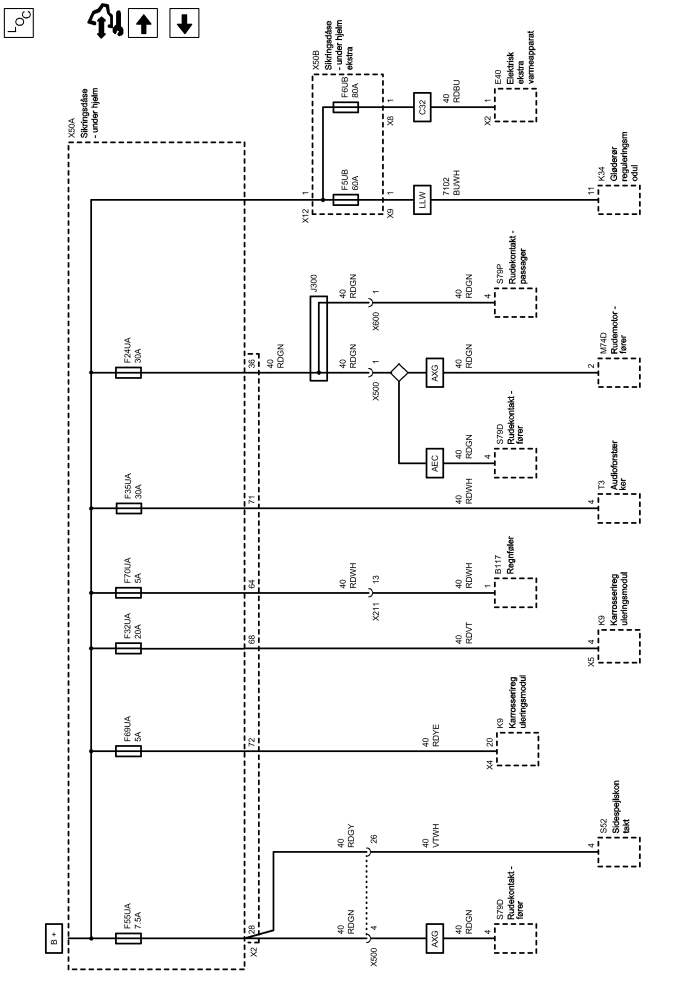 LOC
B +
X50A
Sikringsdåse
- under hjelm
F55UA
7.5A
F69UA
5A
F32UA
20A
F70UA
5A
F35UA
30A
F24UA
30A
X2
28
72
68
64
71
36
40
RDGN
J300
X12
1
X50B
Sikringsdåse
- under hjelm
ekstra
F5UB
60A
F6UB
80A
X9
1
X8
1
LLW
C32
7102
BUWH
40
RDBU
11
K34
Gløderør
reguleringsm
odul
X2
1
E40
Elektrisk
ekstra
varmeapparat
40
RDGN
X500
4
AXG
40
RDGN
4
S79D
Rudekontakt -
fører
40
RDGY
26
40
VTWH
4
S52
Sidespejlskon
takt
40
RDYE
X4
20
K9
Karrosserireg
uleringsmodul
40
RDVT
X5
4
K9
Karrosserireg
uleringsmodul
40
RDWH
X211
13
40
RDWH
1
B117
Regnføler
40
RDWH
4
T3
Audioforstær
ker
40
RDGN
X500
1
AEC
40
RDGN
4
S79D
Rudekontakt -
fører
AXG
40
RDGN
2
M74D
Rudemotor -
fører
40
RDGN
X600
1
40
RDGN
4
S79P
Rudekontakt -
passager